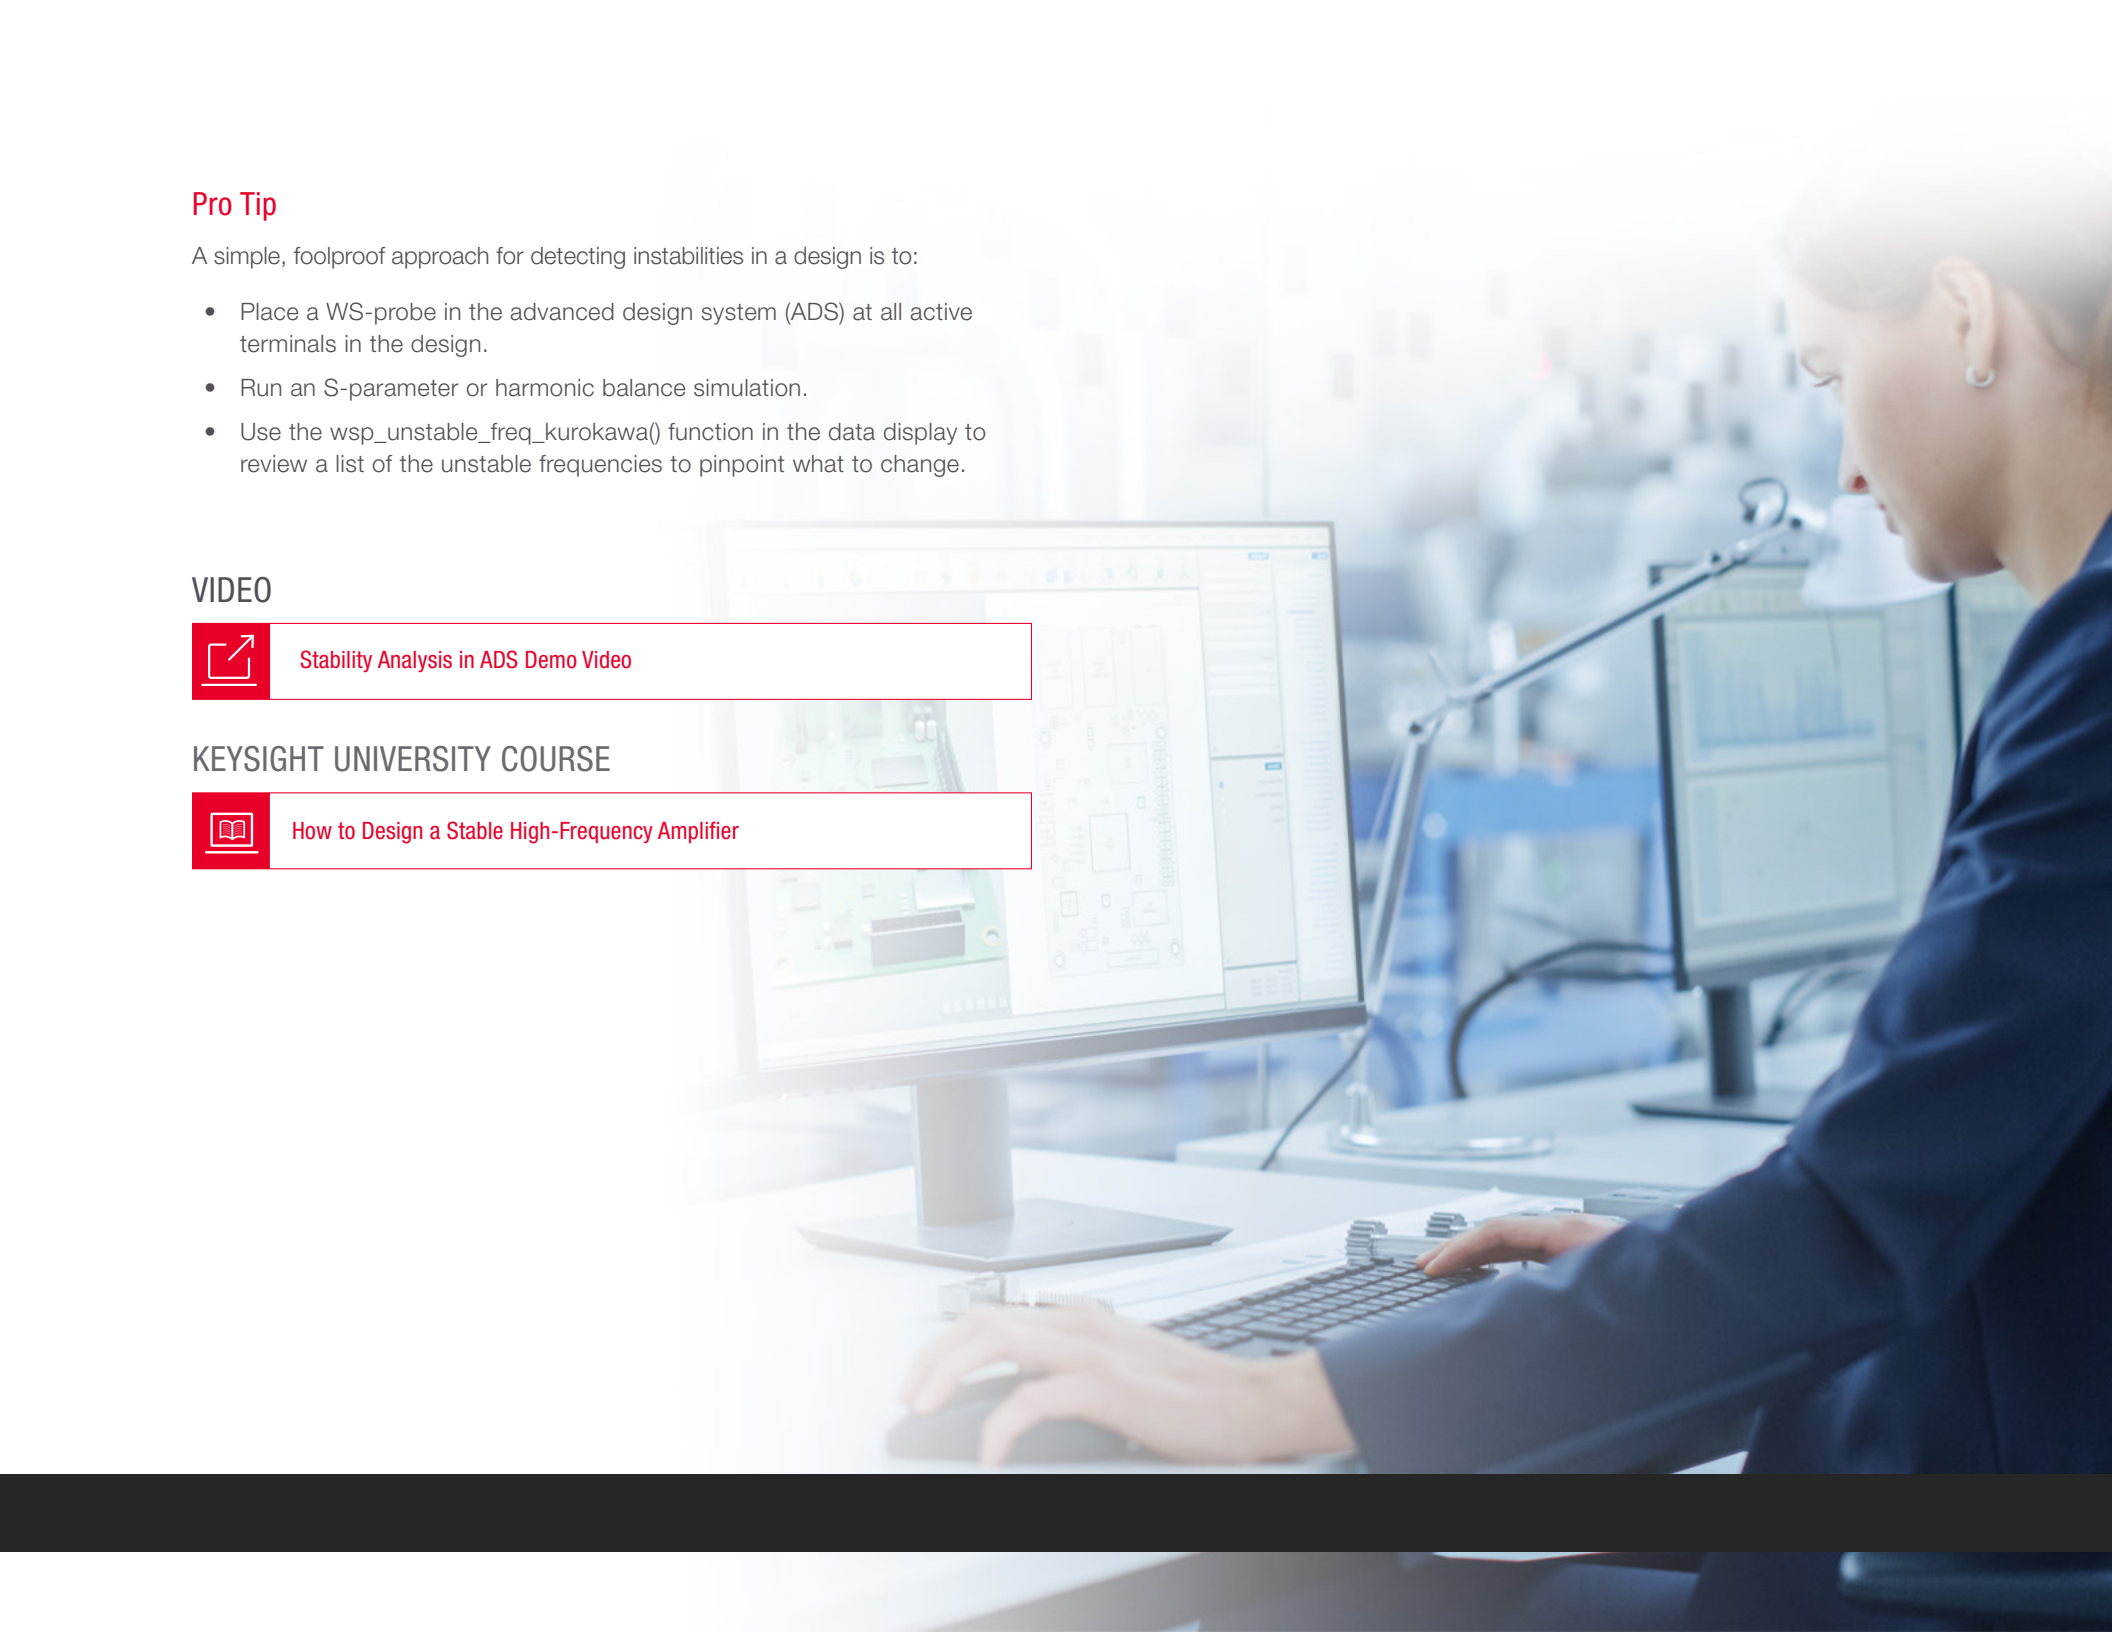 Pro Tip
A simple, foolproof approach for detecting instabilities in a design is to:
• Place a WS-probe in the advanced design system (ADS) at all active
terminals in the design.
• Run an S-parameter or harmonic balance simulation.
• Use the wsp_unstable_freq_kurokawa() function in the data display to
review a list of the unstable frequencies to pinpoint what to change.
VIDEO
Stability Analysis in ADS Demo Video
KEYSIGHT UNIVERSITY COURSE
How to Design a Stable High-Frequency Amplifier